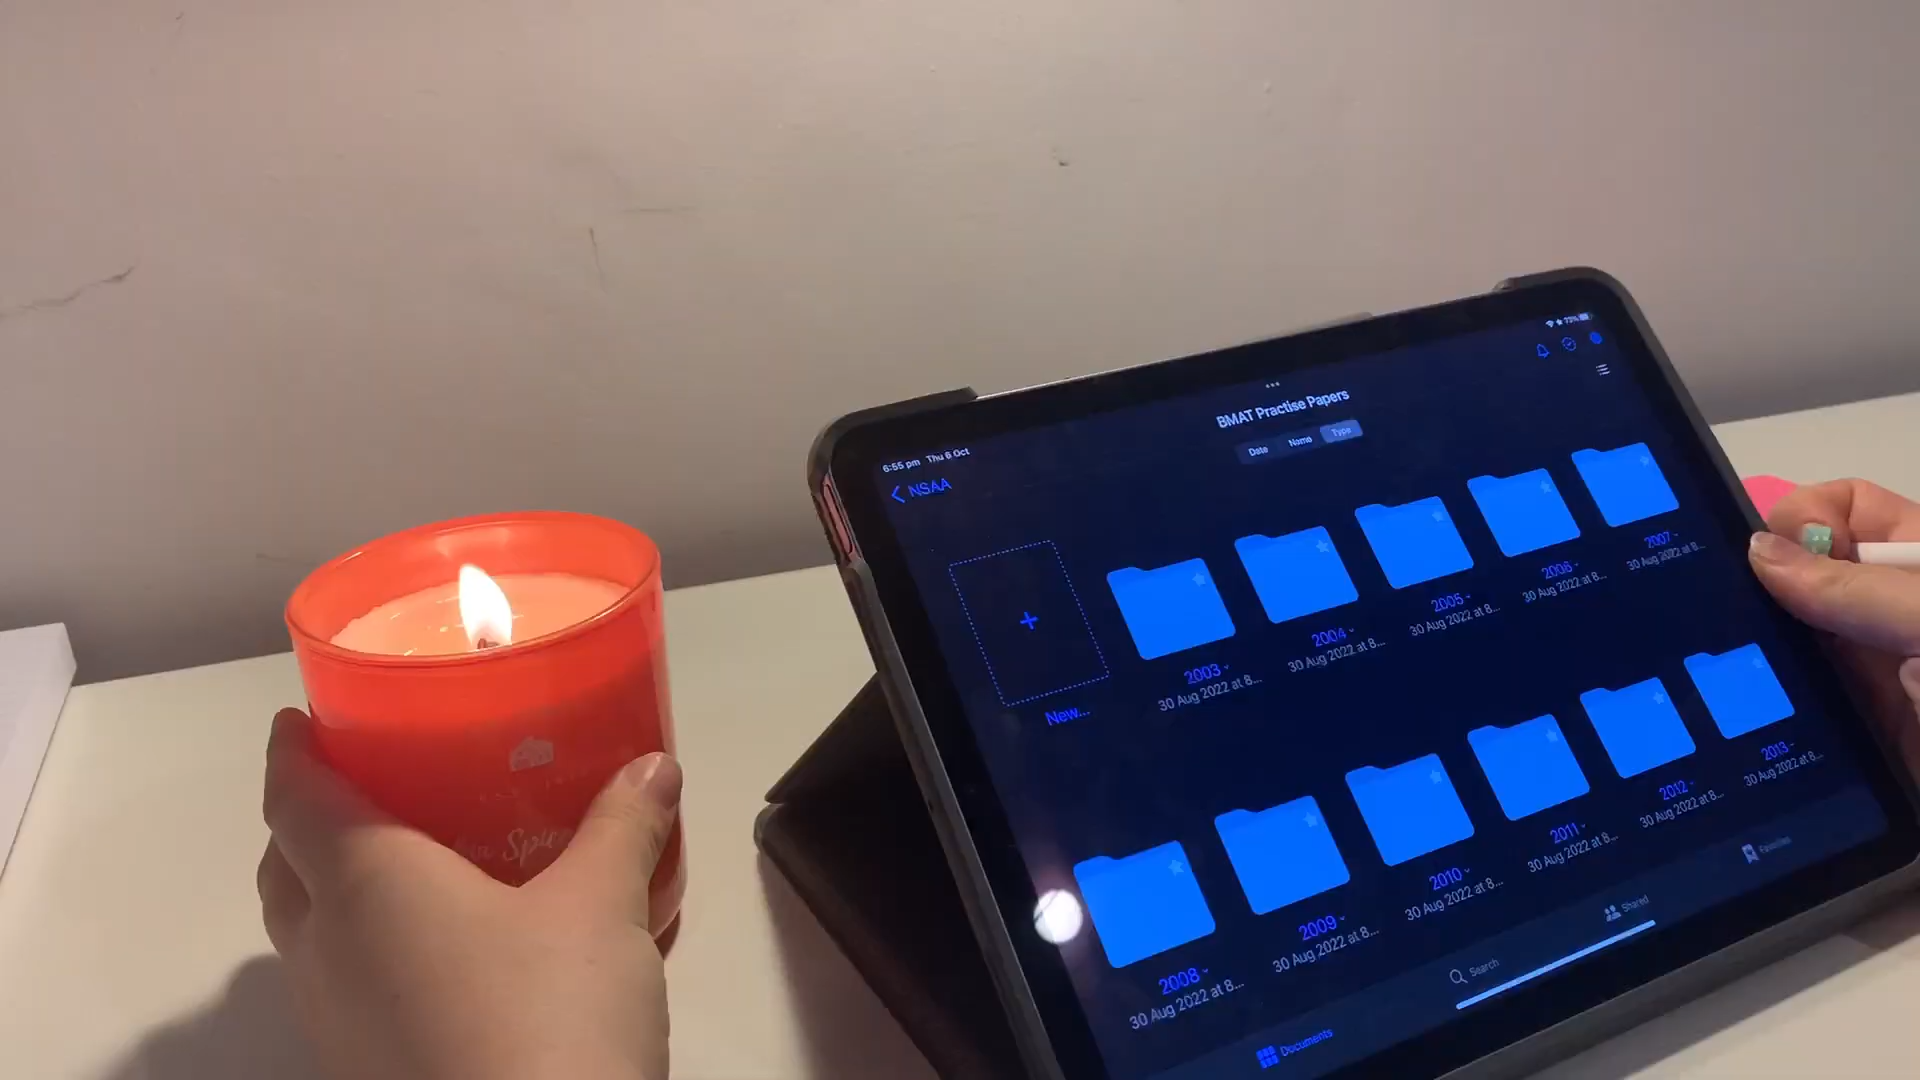 6:55 pm Thu 6 Oct
73%
NSAA
BMAT Practise Papers
Date Name Type
New...
2003
30 Aug 2022 at 8...
2004
30 Aug 2022 at 8...
2005
30 Aug 2022 at 8...
2006
30 Aug 2022 at 8...
2007
30 Aug 2022 at 8...
2008
30 Aug 2022 at 8...
2009
30 Aug 2022 at 8...
2010
30 Aug 2022 at 8...
2011
30 Aug 2022 at 8...
2012
30 Aug 2022 at 8...
2013
30 Aug 2022 at 8...
Documents
Search
Shared
Favorites